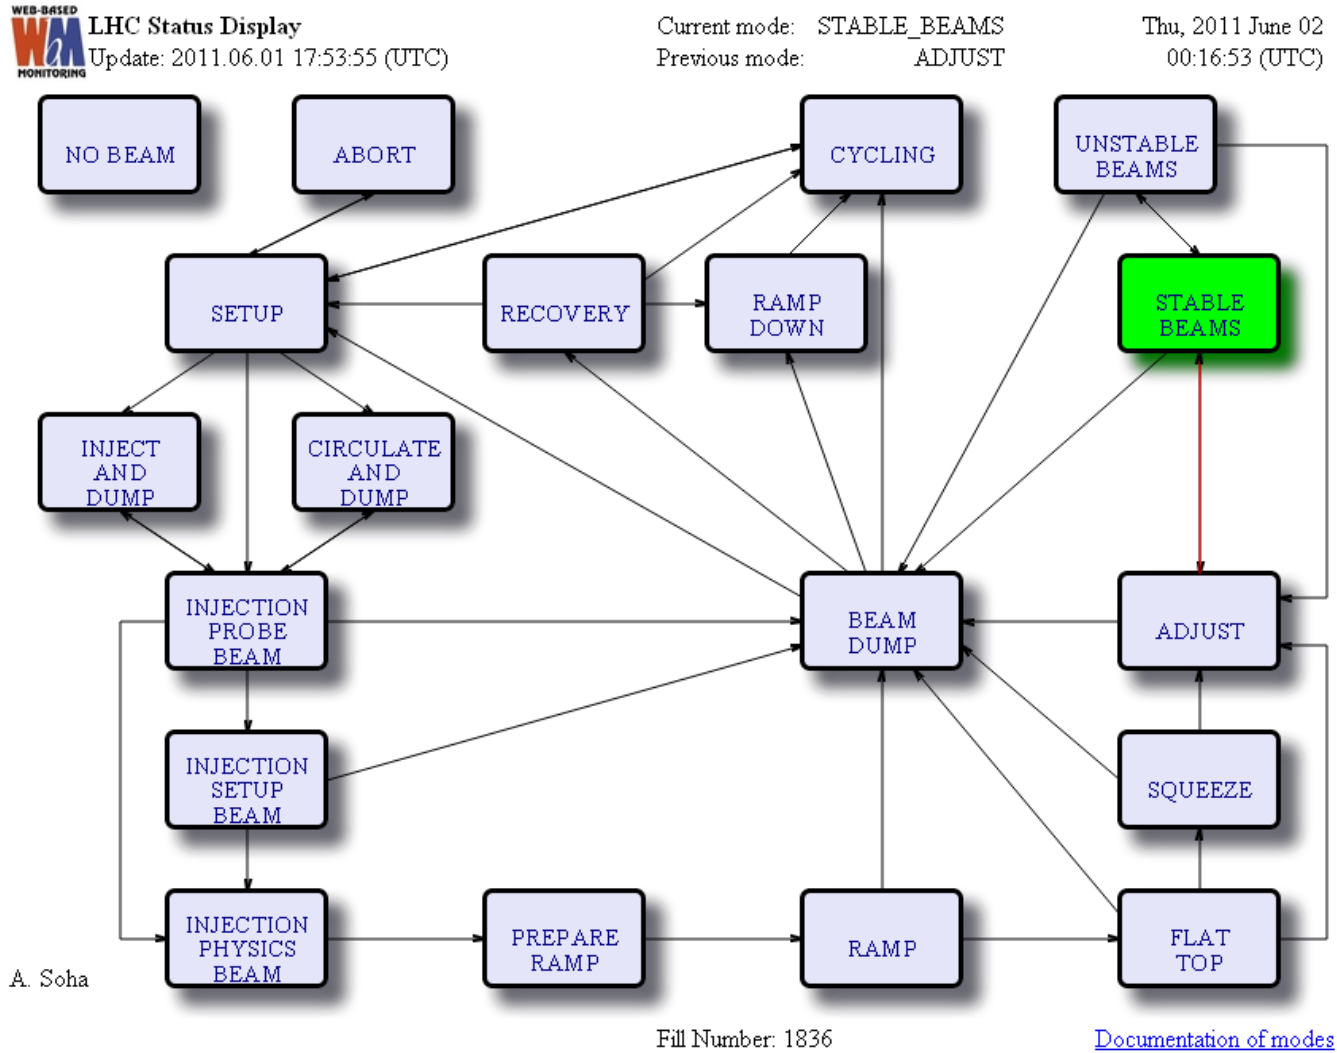 WEB-BASED
WBM
MONITORING
LHC Status Display
Update: 2011.06.01 17:53:55 (UTC)
Current mode: STABLE_BEAMS
Previous mode: ADJUST
Thu, 2011 June 02
00:16:53 (UTC)
NO BEAM
ABORT
CYCLING
UNSTABLE
BEAMS
SETUP
RECOVERY
RAMP
DOWN
STABLE
BEAMS
INJECT
AND
DUMP
CIRCULATE
AND
DUMP
INJECTION
PROBE
BEAM
BEAM
DUMP
ADJUST
INJECTION
SETUP
BEAM
SQUEEZE
INJECTION
PHYSICS
BEAM
PREPARE
RAMP
RAMP
FLAT
TOP
A. Soha
Fill Number: 1836
Documentation of modes